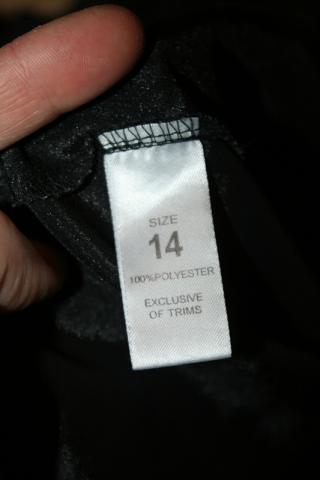 SIZE
14
100%POLYESTER
EXCLUSIVE
OF TRIMS